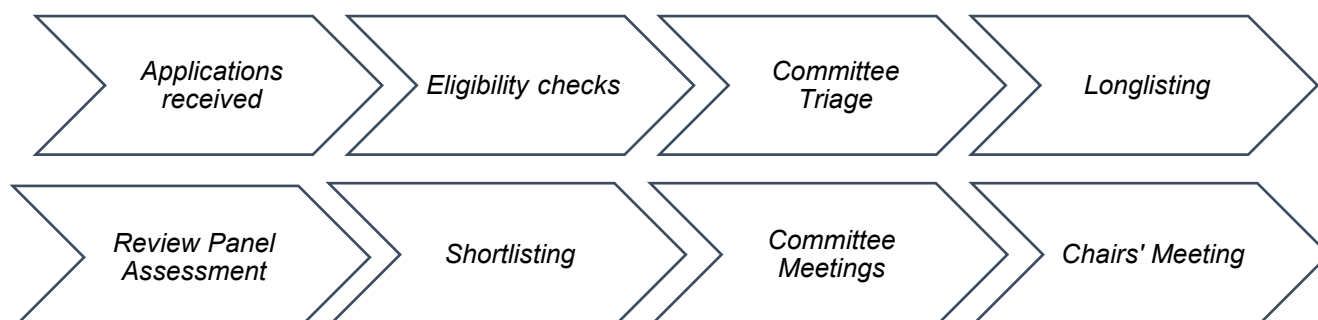 Applications
received
Eligibility checks
Committee
Triage
Longlisting
Review Panel
Assessment
Shortlisting
Committee
Meetings
Chairs' Meeting